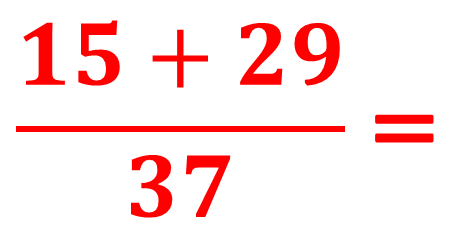 15 + 29
37
=